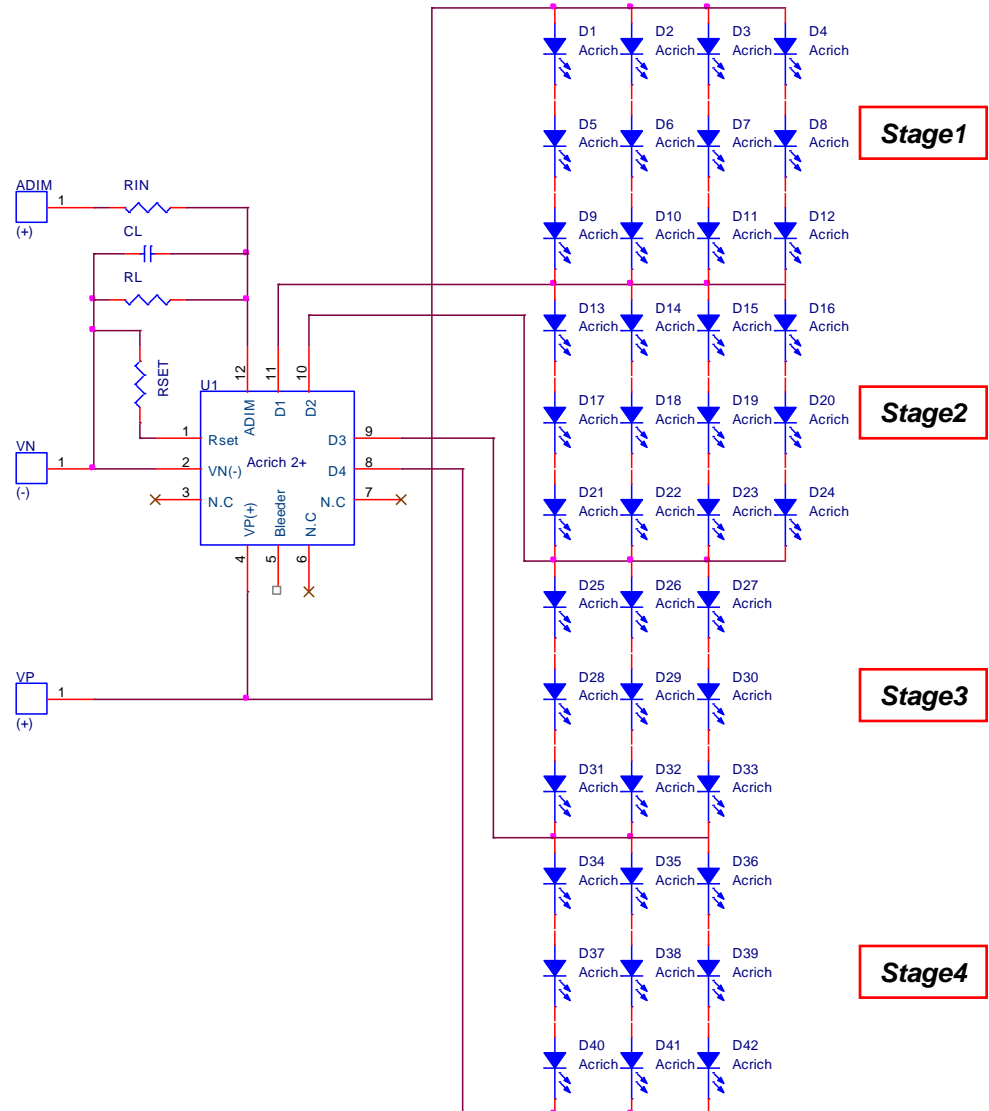 D1 D2 D3 D4
Acrich Acrich Acrich Acrich
D5 D6 D7 D8
Acrich Acrich Acrich Acrich
Stage1
D9 D10 D11 D12
Acrich Acrich Acrich Acrich
ADIM
1
(+)
RIN
CL
RL
RSET
D13 D14 D15 D16
Acrich Acrich Acrich Acrich
D17 D18 D19 D20
Acrich Acrich Acrich Acrich
Stage2
D21 D22 D23 D24
Acrich Acrich Acrich Acrich
U1
12 11 10
ADIM D1 D2
1 Rset
D3 9
Acrich 2+
2 VN(-)
D4 8
3 N.C
N.C 7
VP(+) Bleeder N.C
4 5 6
VN
1
(-)
D25 D26 D27
Acrich Acrich Acrich
D28 D29 D30
Acrich Acrich Acrich
Stage3
D31 D32 D33
Acrich Acrich Acrich
VP
1
(+)
D34 D35 D36
Acrich Acrich Acrich
D37 D38 D39
Acrich Acrich Acrich
Stage4
D40 D41 D42
Acrich Acrich Acrich